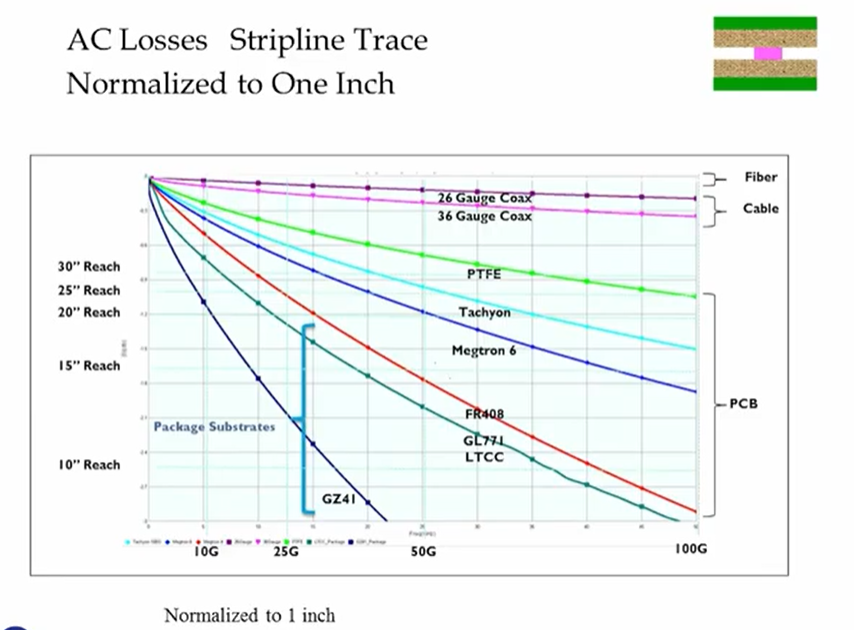 AC Losses Stripline Trace
Normalized to One Inch
Fiber
26 Gauge Coax
Cable
36 Gauge Coax
30” Reach
PTFE
25” Reach
20” Reach
Tachyon
Megtron 6
15” Reach
PCB
FR408
Package Substrates
GL771
LTCC
10” Reach
GZ41
10G
25G
50G
100G
Normalized to 1 inch